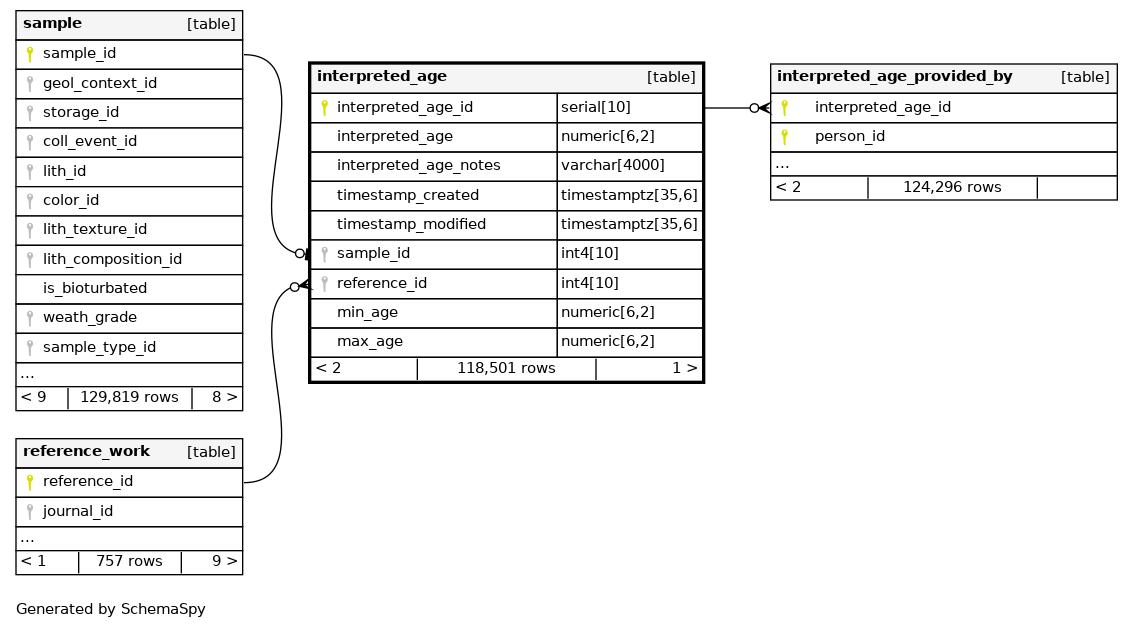 sample [table]
sample_id
geol_context_id
storage_id
coll_event_id
lith_id
color_id
lith_texture_id
lith_composition_id
is_bioturbated
weath_grade
sample_type_id
...
< 9 129,819 rows 8 >
reference_work [table]
reference_id
journal_id
...
< 1 757 rows 9 >
interpreted_age [table]
interpreted_age_id serial[10]
interpreted_age numeric[6,2]
interpreted_age_notes varchar[4000]
timestamp_created timestamptz[35,6]
timestamp_modified timestamptz[35,6]
sample_id int4[10]
reference_id int4[10]
min_age numeric[6,2]
max_age numeric[6,2]
< 2 118,501 rows 1 >
interpreted_age_provided_by [table]
interpreted_age_id
person_id
...
< 2 124,296 rows
Generated by SchemaSpy